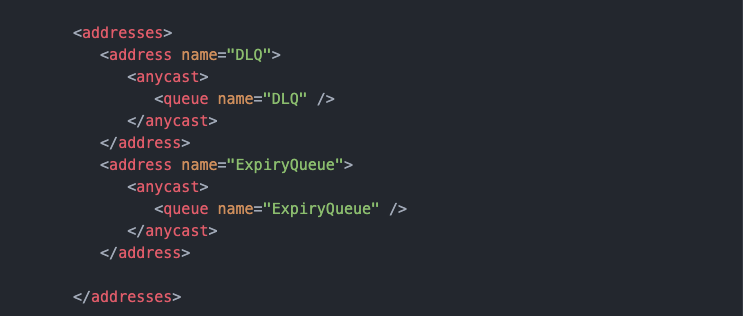 <addresses>
<address name="DLQ">
<anycast>
<queue name="DLQ" />
</anycast>
</address>
<address name="ExpiryQueue">
<anycast>
<queue name="ExpiryQueue" />
</anycast>
</address>
</addresses>